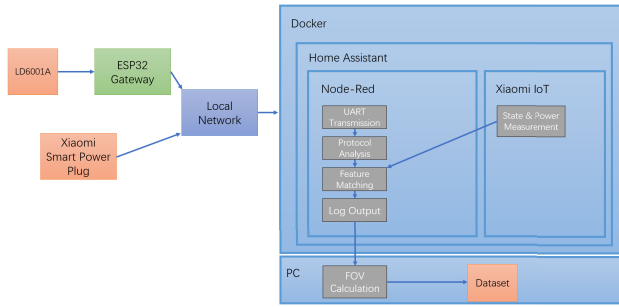 Docker
Home Assistant
Node-Red
Xiaomi IoT
LD6001A
ESP32
Gateway
Local
Network
Xiaomi
Smart Power
Plug
UART
Transmission
Protocol
Analysis
Feature
Matching
Log Output
State & Power
Measurement
PC
FOV
Calculation
Dataset